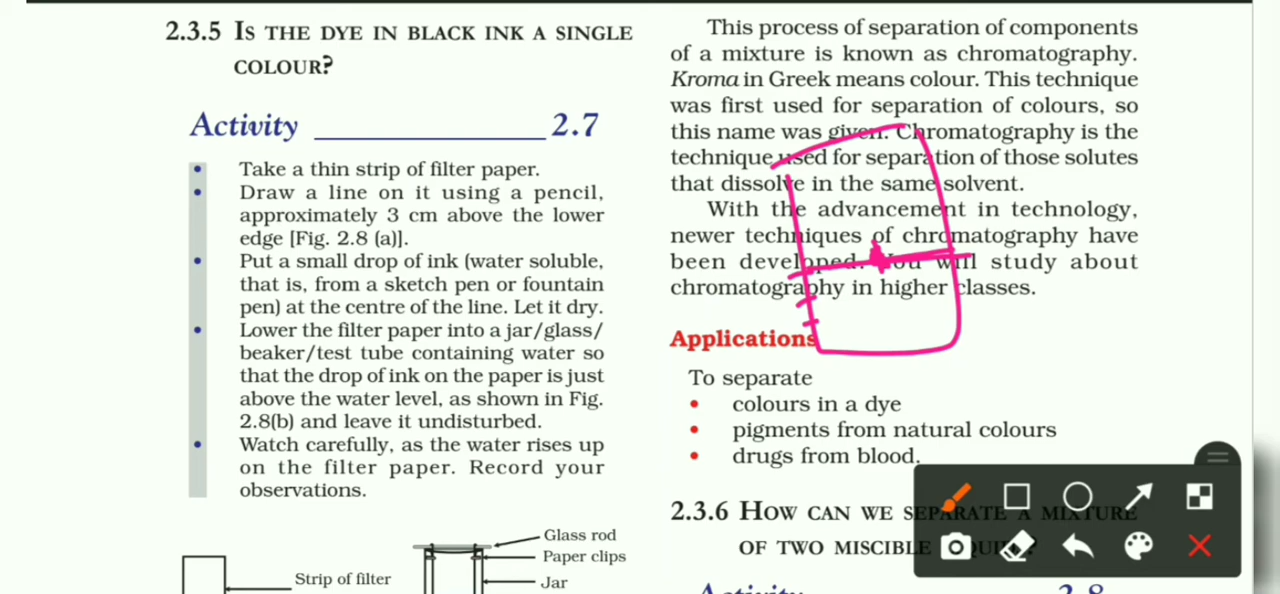 2.3.5 IS THE DYE IN BLACK INK A SINGLE
COLOUR?
Activity 2.7
• Take a thin strip of filter paper.
• Draw a line on it using a pencil,
approximately 3 cm above the lower
edge [Fig. 2.8 (a)].
• Put a small drop of ink (water soluble,
that is, from a sketch pen or fountain
pen) at the centre of the line. Let it dry.
• Lower the filter paper into a jar/glass/
beaker/test tube containing water so
that the drop of ink on the paper is just
above the water level, as shown in Fig.
2.8(b) and leave it undisturbed.
• Watch carefully, as the water rises up
on the filter paper. Record your
observations.
Glass rod
Paper clips
Jar
Strip of filter
This process of separation of components
of a mixture is known as chromatography.
Kroma in Greek means colour. This technique
was first used for separation of colours, so
this name was given. Chromatography is the
technique used for separation of those solutes
that dissolve in the same solvent.
With the advancement in technology,
newer techniques of chromatography have
been developed. You will study about
chromatography in higher classes.
Applications
To separate
• colours in a dye
• pigments from natural colours
• drugs from blood.
2.3.6 HOW CAN WE SEPARATE A MIXTURE
OF TWO MISCIBLE
Activity 2.8